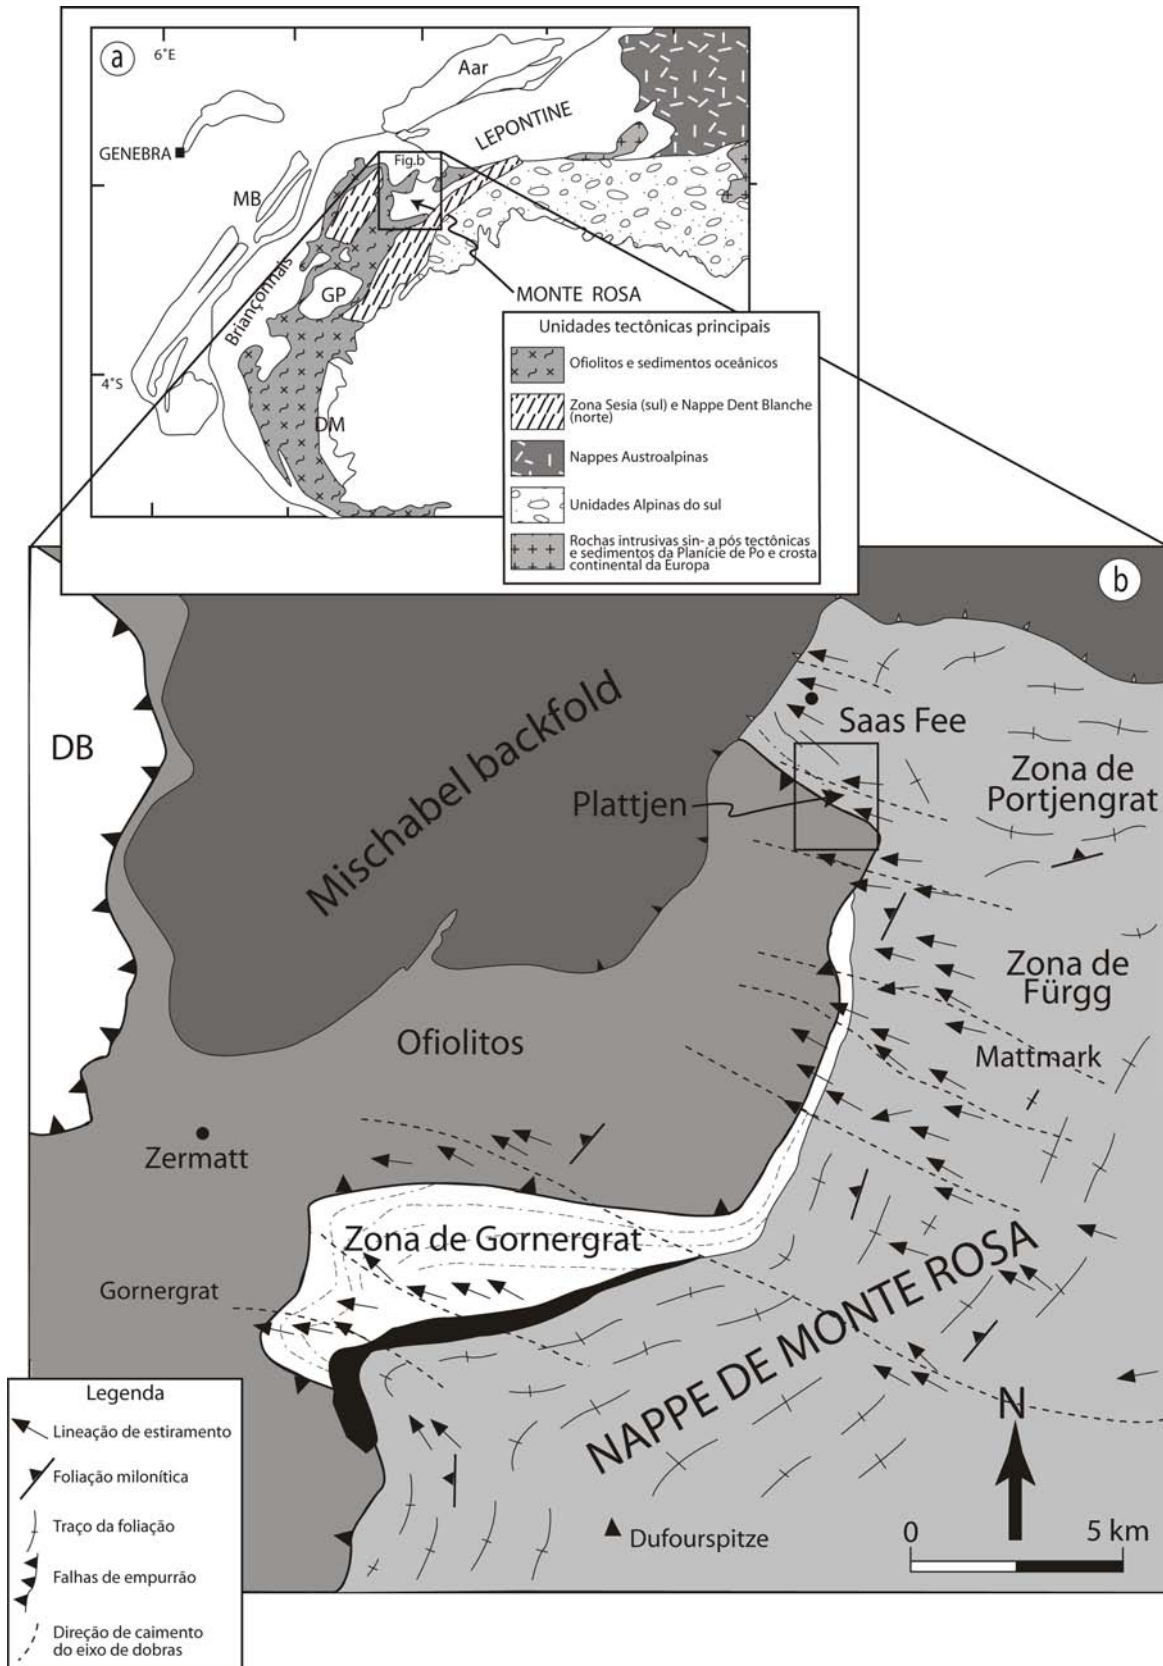 a
6°E
Aar
LEPONTINE
GENEBRA
Fig.b
MB
Briançonnais
GP
MONTE ROSA
4°S
DM
Unidades tectônicas principais
Ofiolitos e sedimentos oceânicos
Zona Sesia (sul) e Nappe Dent Blanche
(norte)
Nappes Austroalpinas
Unidades Alpinas do sul
Rochas intrusivas sin- a pós tectônicas
e sedimentos da Planície de Po e crosta
continental da Europa
b
DB
Mischabel backfold
Saas Fee
Zona de
Portjengrat
Plattjen
Zona de
Fürgg
Ofiolitos
Mattmark
Zermatt
Zona de Gornergrat
Gornergrat
NAPPE DE MONTE ROSA
N
Dufourspitze
0 5 km
Legenda
Lineação de estiramento
Foliação milonítica
Traço da foliação
Falhas de empurrão
Direção de caimento
do eixo de dobras